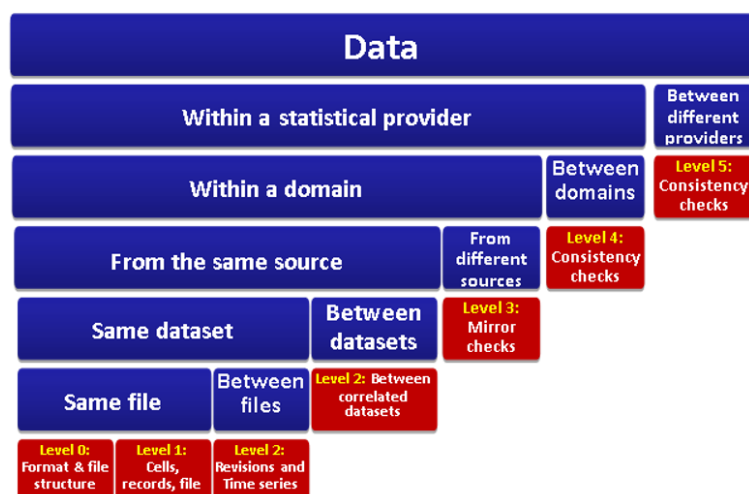 Data
Within a statistical provider
Between
different
providers
Within a domain
Between
domains
Level 5:
Consistency
checks
From the same source
From
different
sources
Level 4:
Consistency
checks
Same dataset
Between
datasets
Level 3:
Mirror
checks
Same file
Between
files
Level 2: Between
correlated
datasets
Level 0:
Format & file
structure
Level 1:
Cells,
records, file
Level 2:
Revisions and
Time series